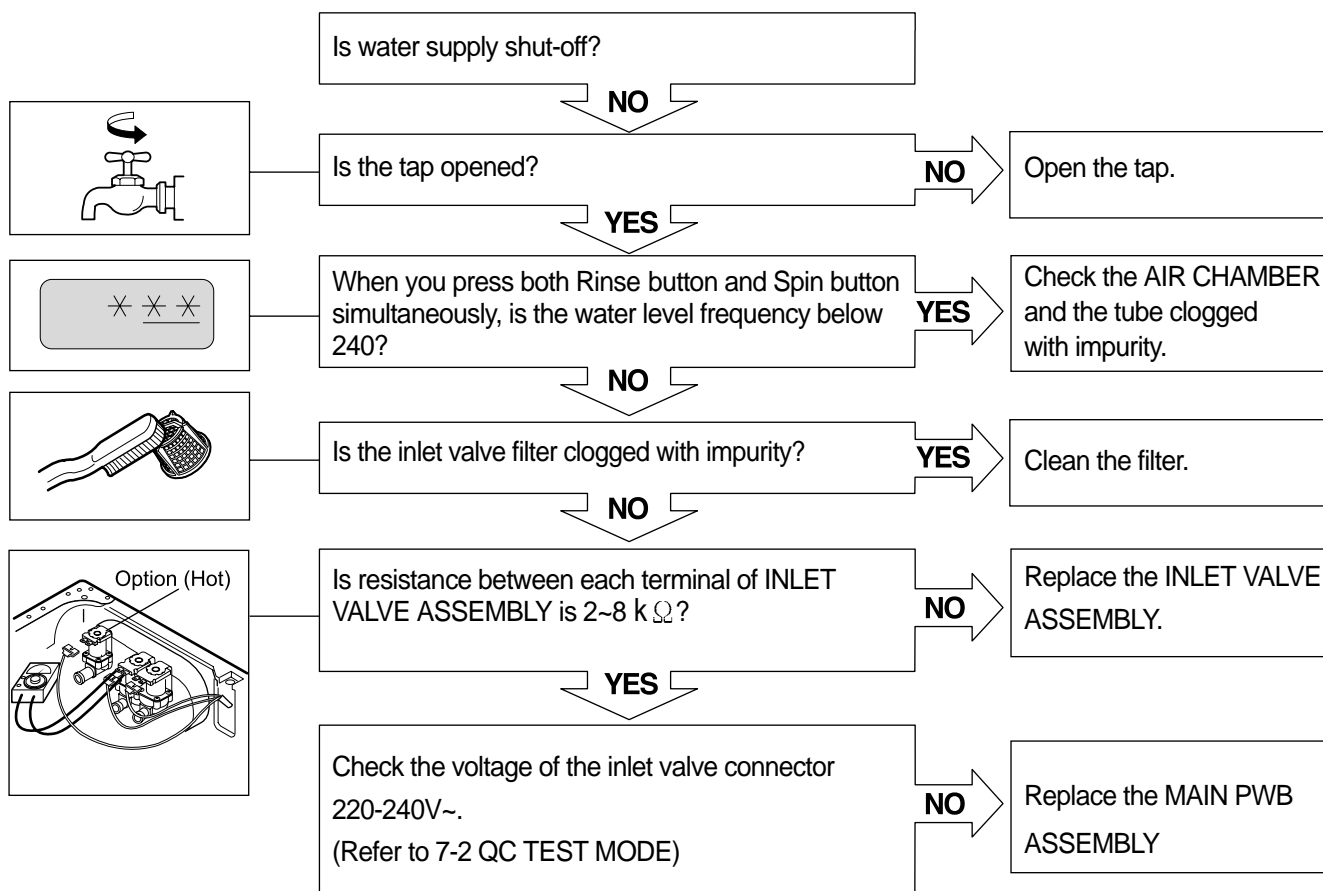 Is water supply shut-off?
NO
Is the tap opened?
NO
Open the tap.
YES
When you press both Rinse button and Spin button
simultaneously, is the water level frequency below
240?
YES
Check the AIR CHAMBER
and the tube clogged
with impurity.
NO
Is the inlet valve filter clogged with impurity?
YES
Clean the filter.
NO
Option (Hot)
Is resistance between each terminal of INLET
VALVE ASSEMBLY is 2~8 k Ω?
NO
Replace the INLET VALVE
ASSEMBLY.
YES
Check the voltage of the inlet valve connector
220-240V~.
(Refer to 7-2 QC TEST MODE)
NO
Replace the MAIN PWB
ASSEMBLY